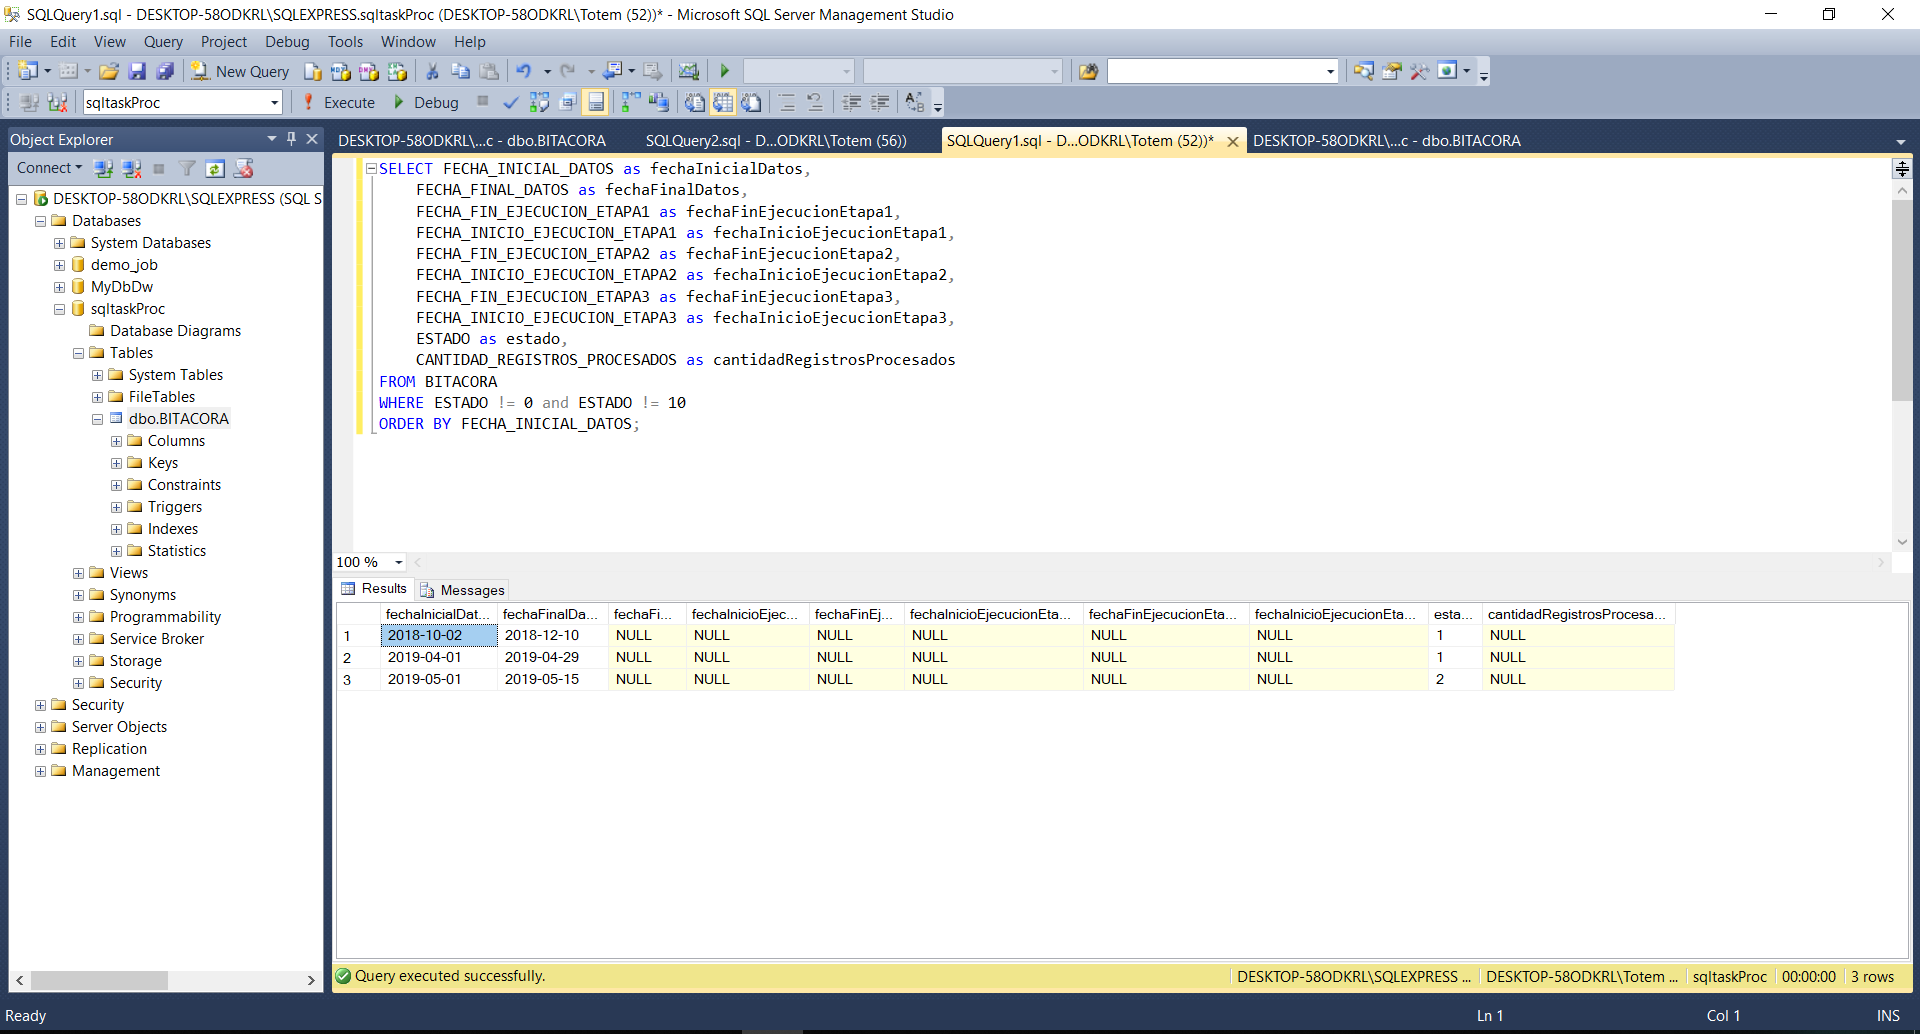 SQLQuery1.sql - DESKTOP-58ODKRL\SQLEXPRESS.sqltaskProc (DESKTOP-58ODKRL\Totem (52))* - Microsoft SQL Server Management Studio
File Edit View Query Project Debug Tools Window Help
New Query
sqltaskProc Execute Debug
Object Explorer
Connect
DESKTOP-58ODKRL\SQLEXPRESS (SQL S
Databases
System Databases
demo_job
MyDbDw
sqltaskProc
Database Diagrams
Tables
System Tables
FileTables
dbo.BITACORA
Columns
Keys
Constraints
Triggers
Indexes
Statistics
Views
Synonyms
Programmability
Service Broker
Storage
Security
Security
Server Objects
Replication
Management
DESKTOP-58ODKRL\...c - dbo.BITACORA SQLQuery2.sql - D...ODKRL\Totem (56)) SQLQuery1.sql - D...ODKRL\Totem (52))* DESKTOP-58ODKRL\...c - dbo.BITACORA
SELECT FECHA_INICIAL_DATOS as fechaInicialDatos,
FECHA_FINAL_DATOS as fechaFinalDatos,
FECHA_FIN_EJECUCION_ETAPA1 as fechaFinEjecucionEtapa1,
FECHA_INICIO_EJECUCION_ETAPA1 as fechaInicioEjecucionEtapa1,
FECHA_FIN_EJECUCION_ETAPA2 as fechaFinEjecucionEtapa2,
FECHA_INICIO_EJECUCION_ETAPA2 as fechaInicioEjecucionEtapa2,
FECHA_FIN_EJECUCION_ETAPA3 as fechaFinEjecucionEtapa3,
FECHA_INICIO_EJECUCION_ETAPA3 as fechaInicioEjecucionEtapa3,
ESTADO as estado,
CANTIDAD_REGISTROS_PROCESADOS as cantidadRegistrosProcesados
FROM BITACORA
WHERE ESTADO != 0 and ESTADO != 10
ORDER BY FECHA_INICIAL_DATOS;
100 %
Results Messages
fechaInicialDat... fechaFinalDa... fechaFi... fechaInicioEjec... fechaFinEj... fechaInicioEjecucionEta... fechaFinEjecucionEta... fechaInicioEjecucionEta... esta... cantidadRegistrosProcesa...
1 2018-10-02 2018-12-10 NULL NULL NULL NULL NULL NULL 1 NULL
2 2019-04-01 2019-04-29 NULL NULL NULL NULL NULL NULL 1 NULL
3 2019-05-01 2019-05-15 NULL NULL NULL NULL NULL NULL 2 NULL
Query executed successfully. DESKTOP-58ODKRL\SQLEXPRESS ... DESKTOP-58ODKRL\Totem ... sqltaskProc 00:00:00 3 rows
Ready Ln 1 Col 1 INS